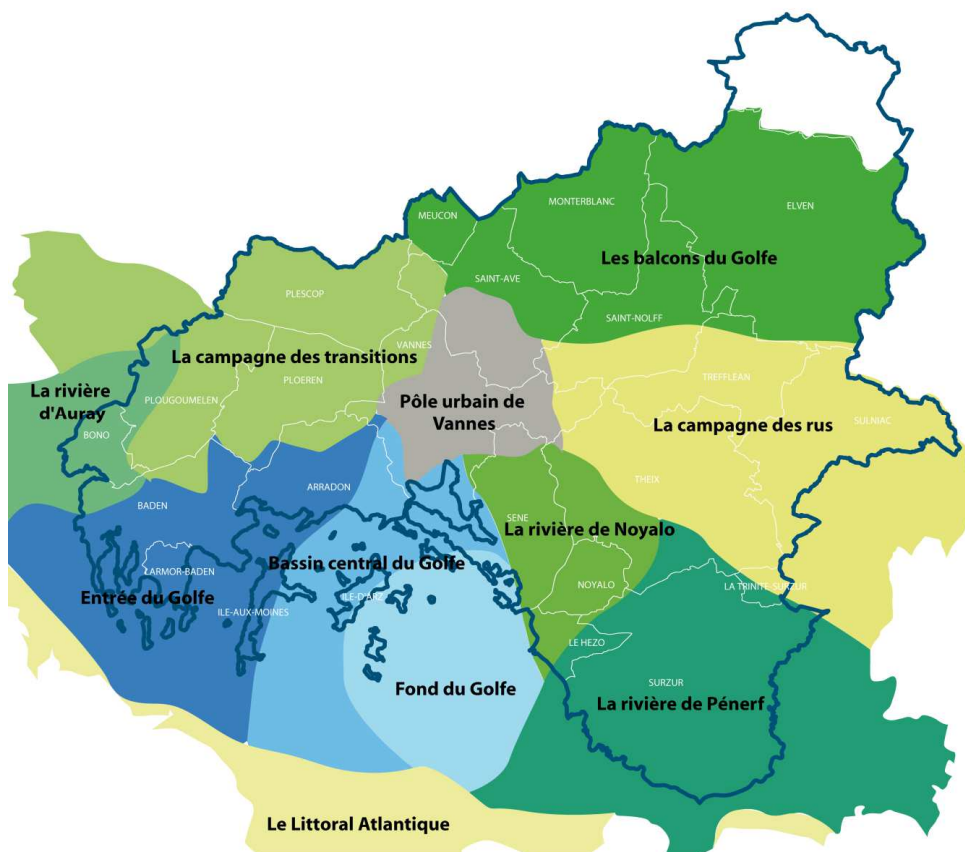 MEUCON
MONTERBLANC
ELVEN
Les balcons du Golfe
SAINT-AVE
PLESCOP
SAINT-NOLFF
VANNES
La campagne des transitions
PLOEREN
TREFFLEAN
La rivière
d'Auray
PLOUGOUMELEN
Pôle urbain de
Vannes
La campagne des rus
SULNIAC
BONO
THEIX
ARRADON
BADEN
SENE
La rivière de Noyalo
Bassin central du Golfe
LARMOR-BADEN
NOYALO
LA TRINITE-SURZUR
Entrée du Golfe
ILE-AUX-MOINES
ILE-D'ARZ
LE HEZO
Fond du Golfe
SURZUR
La rivière de Pénerf
Le Littoral Atlantique